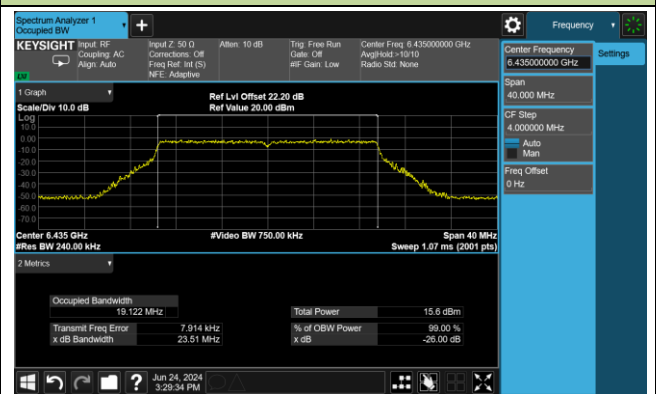 Spectrum Analyzer 1
Occupied BW
Frequency
KEYSIGHT
Input: RF
Coupling: AC
Align: Auto
Input Z: 50 Ω
Corrections: Off
Freq Ref: Int (S)
NFE: Adaptive
Atten: 10 dB
Trig: Free Run
Gate: Off
#IF Gain: Low
Center Freq: 6.435000000 GHz
Avg|Hold:>10/10
Radio Std: None
Center Frequency
6.435000000 GHz
Settings
Span
40.000 MHz
CF Step
4.000000 MHz
Auto
Man
Freq Offset
0 Hz
1 Graph
Scale/Div 10.0 dB
Ref Lvl Offset 22.20 dB
Ref Value 20.00 dBm
Log
10.0
0.00
-10.0
-20.0
-30.0
-40.0
-50.0
-60.0
-70.0
Center 6.435 GHz
#Video BW 750.00 kHz
Span 40 MHz
#Res BW 240.00 kHz
Sweep 1.07 ms (2001 pts)
2 Metrics
Occupied Bandwidth
19.122 MHz
Total Power 15.6 dBm
Transmit Freq Error 7.914 kHz
% of OBW Power 99.00 %
x dB Bandwidth 23.51 MHz
x dB -26.00 dB
?
Jun 24, 2024
3:29:34 PM